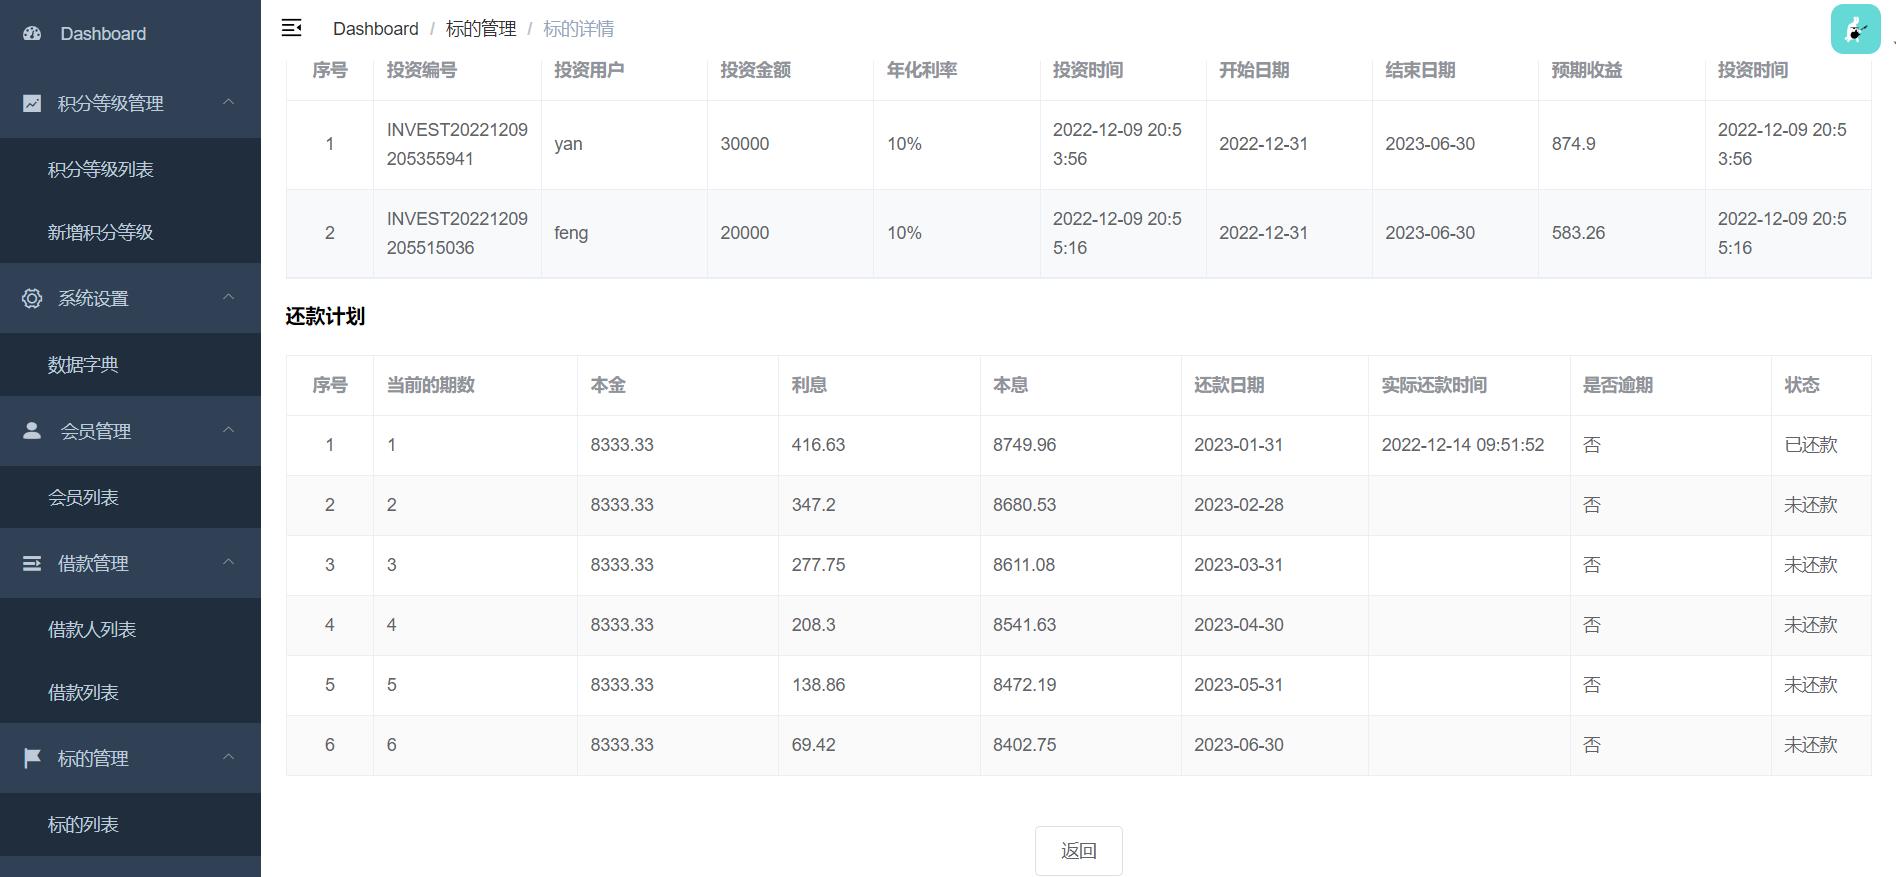 Dashboard
积分等级管理
积分等级列表
新增积分等级
系统设置
数据字典
会员管理
会员列表
借款管理
借款人列表
借款列表
标的管理
标的列表
Dashboard / 标的管理 / 标的详情
序号 投资编号 投资用户 投资金额 年化利率 投资时间 开始日期 结束日期 预期收益 投资时间
1 INVEST20221209 yan 30000 10% 2022-12-09 20:5 2022-12-31 2023-06-30 874.9 2022-12-09 20:5
205355941 3:56 3:56
2 INVEST20221209 feng 20000 10% 2022-12-09 20:5 2022-12-31 2023-06-30 583.26 2022-12-09 20:5
205515036 5:16 5:16
还款计划
序号 当前的期数 本金 利息 本息 还款日期 实际还款时间 是否逾期 状态
1 1 8333.33 416.63 8749.96 2023-01-31 2022-12-14 09:51:52 否 已还款
2 2 8333.33 347.2 8680.53 2023-02-28 否 未还款
3 3 8333.33 277.75 8611.08 2023-03-31 否 未还款
4 4 8333.33 208.3 8541.63 2023-04-30 否 未还款
5 5 8333.33 138.86 8472.19 2023-05-31 否 未还款
6 6 8333.33 69.42 8402.75 2023-06-30 否 未还款
返回